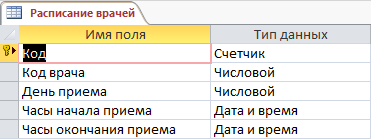 Расписание врачей
Имя поля Тип данных
Код Счетчик
Код врача Числовой
День приема Числовой
Часы начала приема Дата и время
Часы окончания приема Дата и время